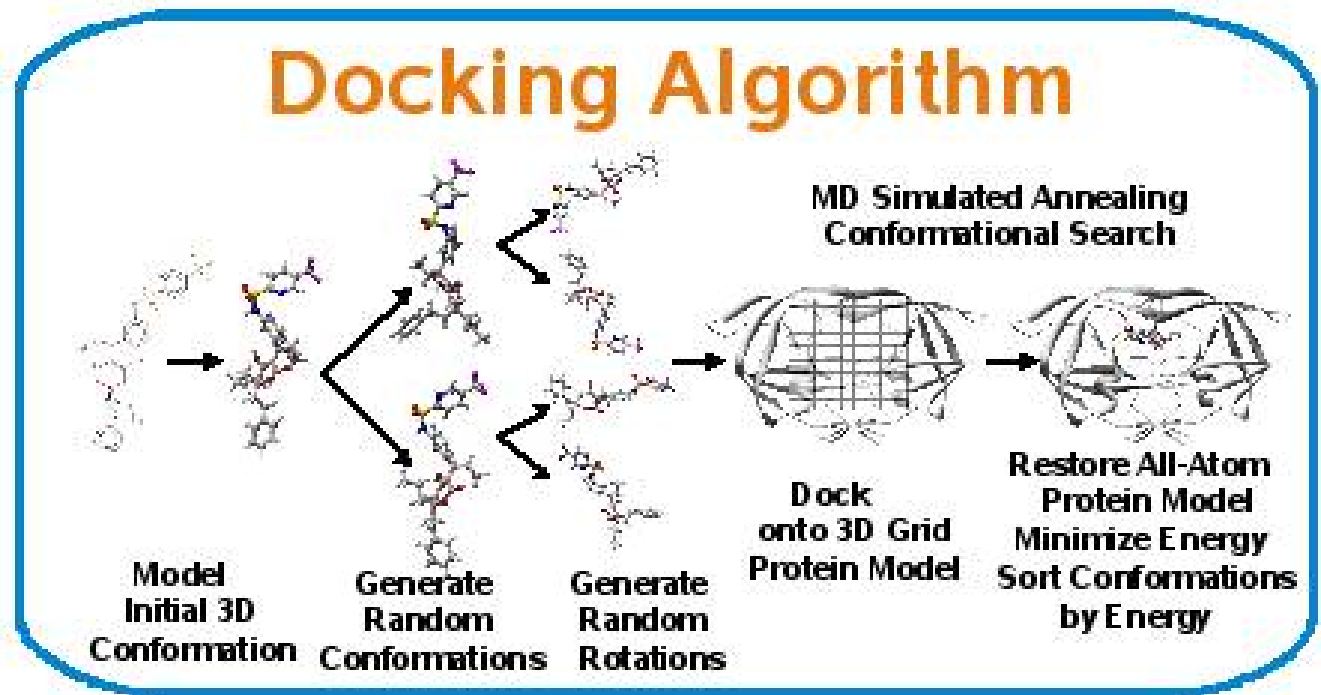 Docking Algorithm
MD Simulated Annealing
Conformational Search
Model
Initial 3D
Conformation
Generate
Random
Conformations
Generate
Random
Rotations
Dock
onto 3D Grid
Protein Model
Restore All-Atom
Protein Model
Minimize Energy
Sort Conformations
by Energy